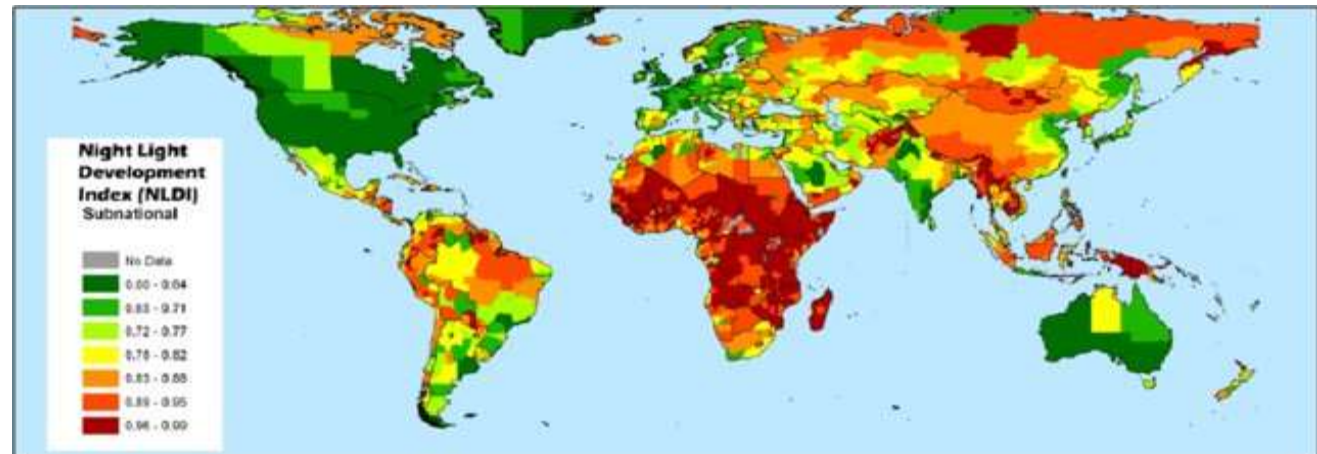 Night Light
Development
Index (NLDI)
Subnational
No Data
0.00 - 0.64
0.65 - 0.71
0.72 - 0.77
0.78 - 0.82
0.83 - 0.88
0.89 - 0.95
0.96 - 0.99